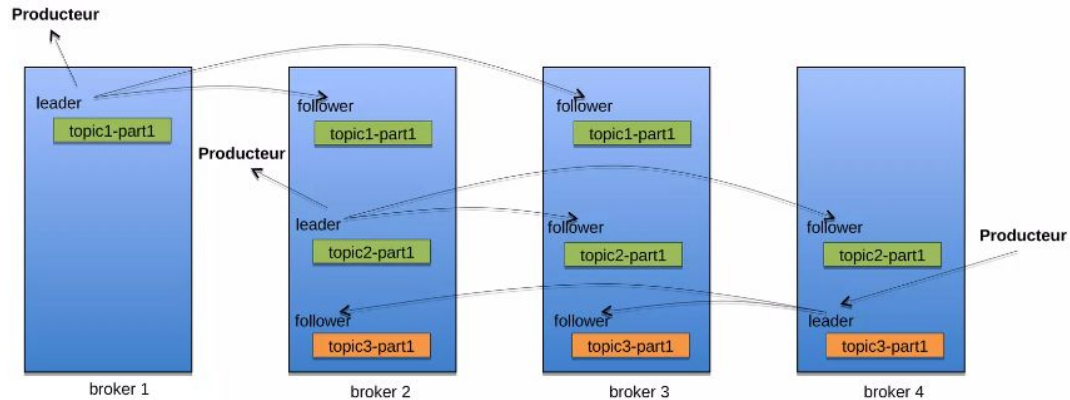 Producteur
leader
topic1-part1
follower
topic1-part1
follower
topic1-part1
Producteur
leader
topic2-part1
follower
topic2-part1
follower
topic2-part1
Producteur
follower
topic3-part1
follower
topic3-part1
leader
topic3-part1
broker 1
broker 2
broker 3
broker 4